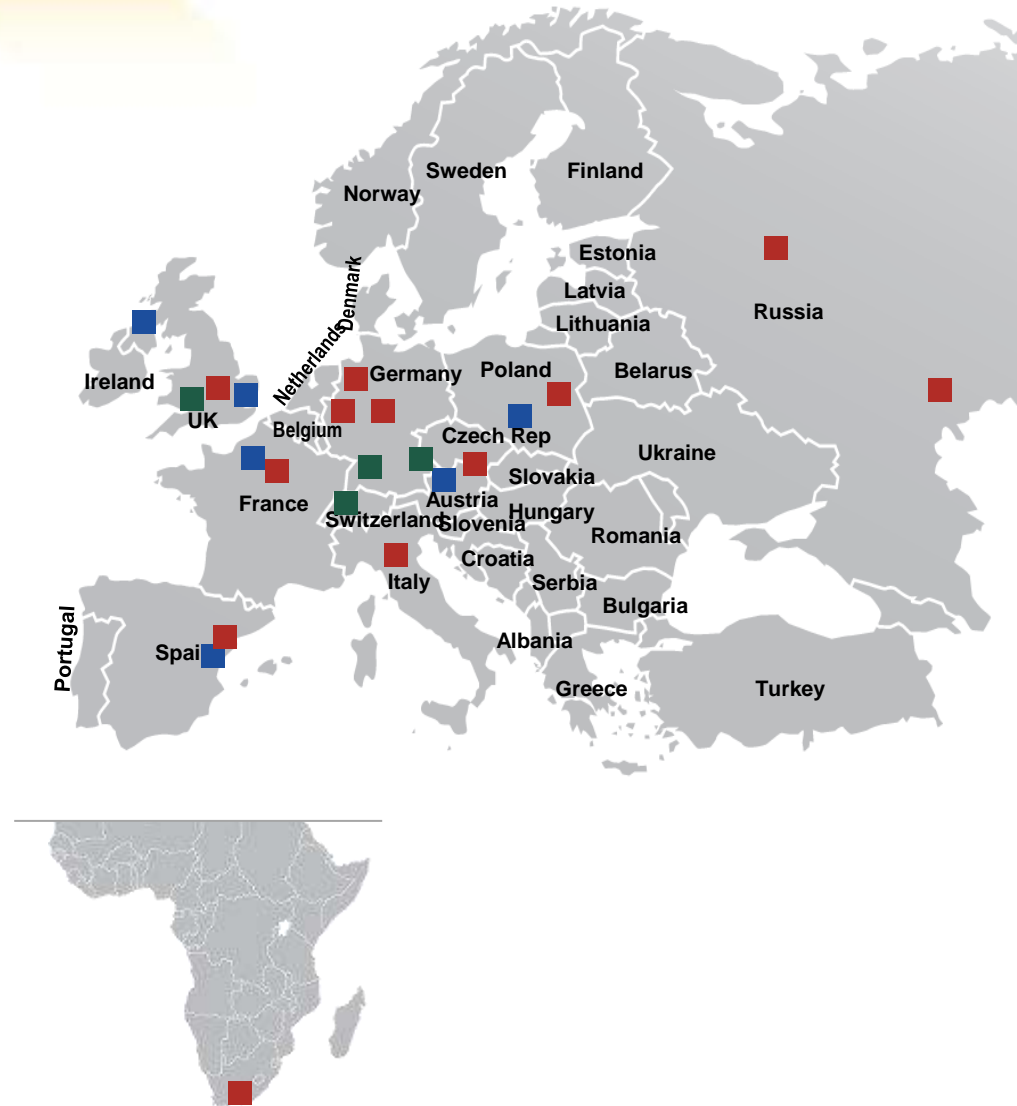 Sweden
Finland
Norway
Estonia
Denmark
Latvia
Russia
Lithuania
Netherlands
Ireland
Germany
Poland
Belarus
UK
Belgium
Czech Rep
Ukraine
Slovakia
France
Austria
Hungary
Switzerland
Slovenia
Romania
Croatia
Italy
Serbia
Bulgaria
Portugal
Spai
Albania
Greece
Turkey